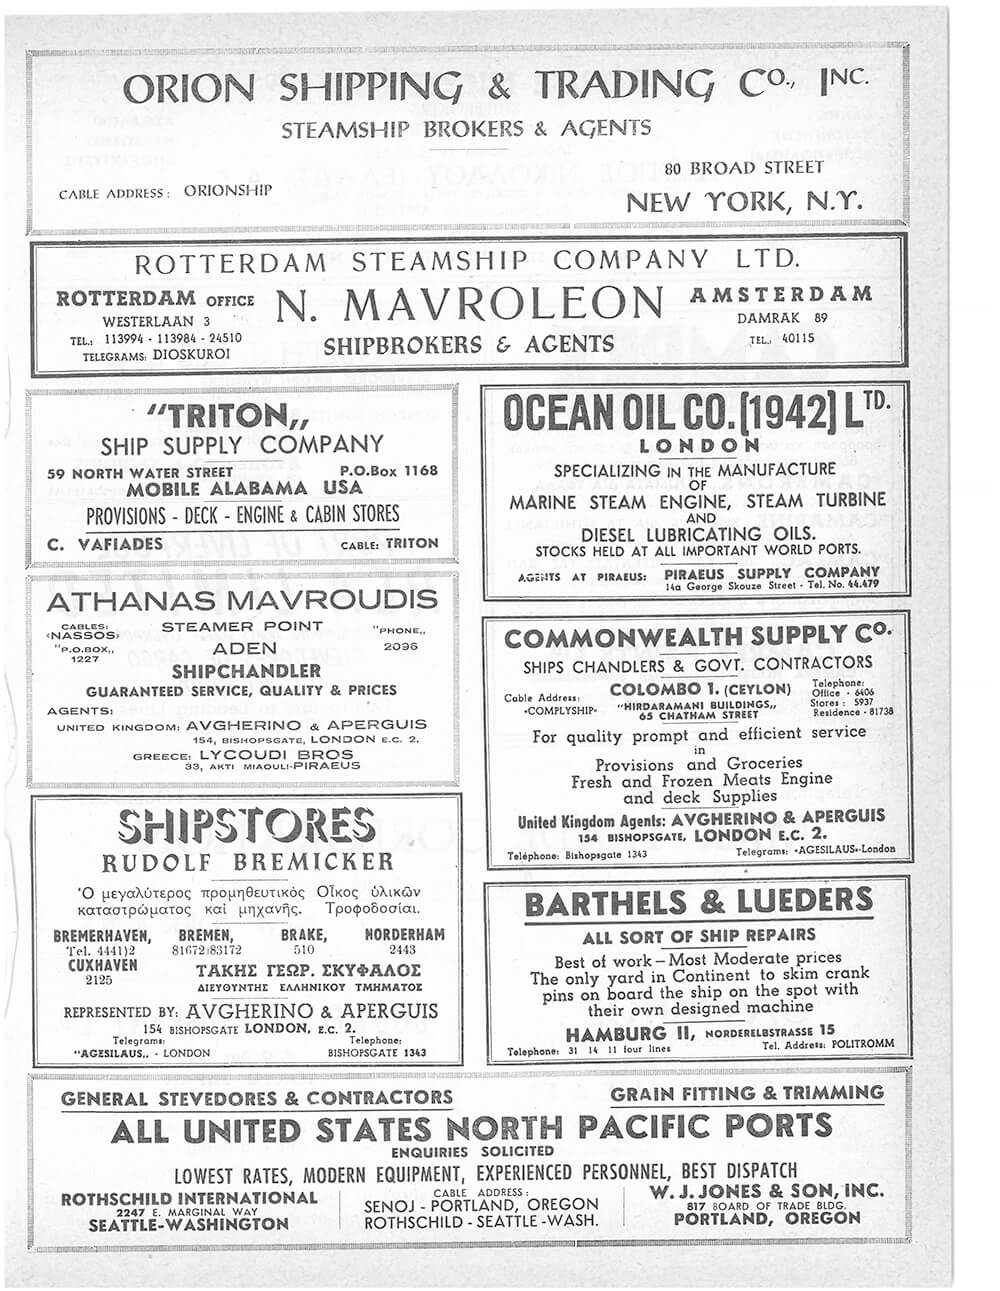 ORION SHIPPING & TRADING CO., INC.
STEAMSHIP BROKERS & AGENTS
80 BROAD STREET
CABLE ADDRESS: ORIONSHIP
NEW YORK, N.Y.
ROTTERDAM STEAMSHIP COMPANY LTD.
ROTTERDAM OFFICE
WESTERLAAN 3
TEL.: 113994 - 113984 - 24510
TELEGRAMS: DIOSKUROI
N. MAVROLEON
SHIPBROKERS & AGENTS
AMSTERDAM
DAMRAK 89
TEL.: 40115
"TRITON,,
SHIP SUPPLY COMPANY
59 NORTH WATER STREET P.O.Box 1168
MOBILE ALABAMA USA
PROVISIONS - DECK - ENGINE & CABIN STORES
C. VAFIADES CABLE: TRITON
OCEAN OIL CO. (1942) LTD.
LONDON
SPECIALIZING IN THE MANUFACTURE
OF
MARINE STEAM ENGINE, STEAM TURBINE
AND
DIESEL LUBRICATING OILS.
STOCKS HELD AT ALL IMPORTANT WORLD PORTS.
AGENTS AT PIRAEUS: PIRAEUS SUPPLY COMPANY
14a George Skouze Street - Tel. No. 44.479
ATHANAS MAVROUDIS
CABLES:
<NASSOS>
"P.O.BOX,,
1227
STEAMER POINT
ADEN
SHIPCHANDLER
"PHONE,,
2096
GUARANTEED SERVICE, QUALITY & PRICES
AGENTS:
UNITED KINGDOM: AVGHERINO & APERGUIS
154, BISHOPSGATE, LONDON E.C. 2.
GREECE: LYCOUDI BROS
33, AKTI MIAOULI-PIRAEUS
COMMONWEALTH SUPPLY CO.
SHIPS CHANDLERS & GOVT. CONTRACTORS
Cable Address:
«COMPLYSHIP»
COLOMBO 1. (CEYLON)
"HIRDARAMANI BUILDINGS,,
65 CHATHAM STREET
Telephone:
Office - 6406
Stores: 5937
Residence - 81738
For quality prompt and efficient service
in
Provisions and Groceries
Fresh and Frozen Meats Engine
and deck Supplies
United Kingdom Agents: AVGHERINO & APERGUIS
154 BISHOPSGATE, LONDON E.C. 2.
Teléphone: Bishopsgate 1343 Telegrams: «AGESILAUS»-London
SHIPSTORES
RUDOLF BREMICKER
Ὁ μεγαλύτερος προμηθευτικὸς Οἶκος ὑλικῶν
καταστρώματος καὶ μηχανῆς. Τροφοδοσίαι.
BREMERHAVEN, BREMEN, BRAKE, NORDERHAM
Tel. 4441)2 81672:83172 510 2443
CUXHAVEN
2125
ΤΑΚΗΣ ΓΕΩΡ. ΣΚΥΦΑΛΟΣ
ΔΙΕΥΘΥΝΤΗΣ ΕΛΛΗΝΙΚΟΥ ΤΜΗΜΑΤΟΣ
REPRESENTED BY: AVGHERINO & APERGUIS
154 BISHOPSGATE LONDON, E.C. 2.
Telegrams: Telephone:
"AGESILAUS,, - LONDON BISHOPSGATE 1343
BARTHELS & LUEDERS
ALL SORT OF SHIP REPAIRS
Best of work – Most Moderate prices
The only yard in Continent to skim crank
pins on board the ship on the spot with
their own designed machine
HAMBURG II, NORDERELBSTRASSE 15
Telephone: 31 14 11 four lines Tel. Address: POLITROMM
GENERAL STEVEDORES & CONTRACTORS GRAIN FITTING & TRIMMING
ALL UNITED STATES NORTH PACIFIC PORTS
ENQUIRIES SOLICITED
LOWEST RATES, MODERN EQUIPMENT, EXPERIENCED PERSONNEL, BEST DISPATCH
ROTHSCHILD INTERNATIONAL
2247 E. MARGINAL WAY
SEATTLE-WASHINGTON
CABLE ADDRESS:
SENOJ - PORTLAND, OREGON
ROTHSCHILD - SEATTLE - WASH.
W. J. JONES & SON, INC.
817 BOARD OF TRADE BLDG.
PORTLAND, OREGON